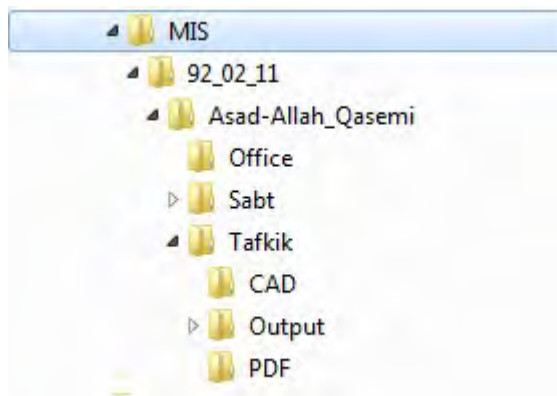 MIS
92_02_11
Asad-Allah_Qasemi
Office
Sabt
Tafkik
CAD
Output
PDF